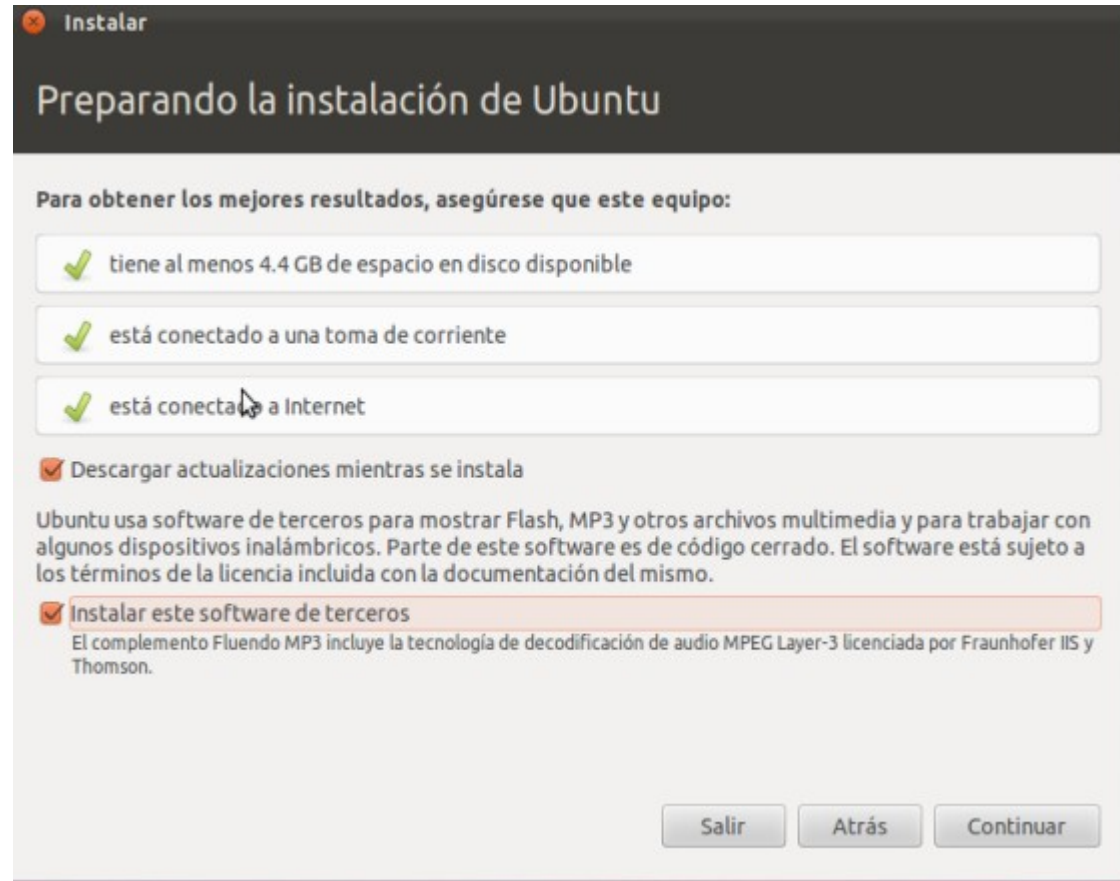 Instalar
Preparando la instalación de Ubuntu
Para obtener los mejores resultados, asegúrese que este equipo:
tiene al menos 4.4 GB de espacio en disco disponible
está conectado a una toma de corriente
está conectado a Internet
Descargar actualizaciones mientras se instala
Ubuntu usa software de terceros para mostrar Flash, MP3 y otros archivos multimedia y para trabajar con
algunos dispositivos inalámbricos. Parte de este software es de código cerrado. El software está sujeto a
los términos de la licencia incluida con la documentación del mismo.
Instalar este software de terceros
El complemento Fluendo MP3 incluye la tecnología de decodificación de audio MPEG Layer-3 licenciada por Fraunhofer IIS y
Thomson.
Salir
Atrás
Continuar